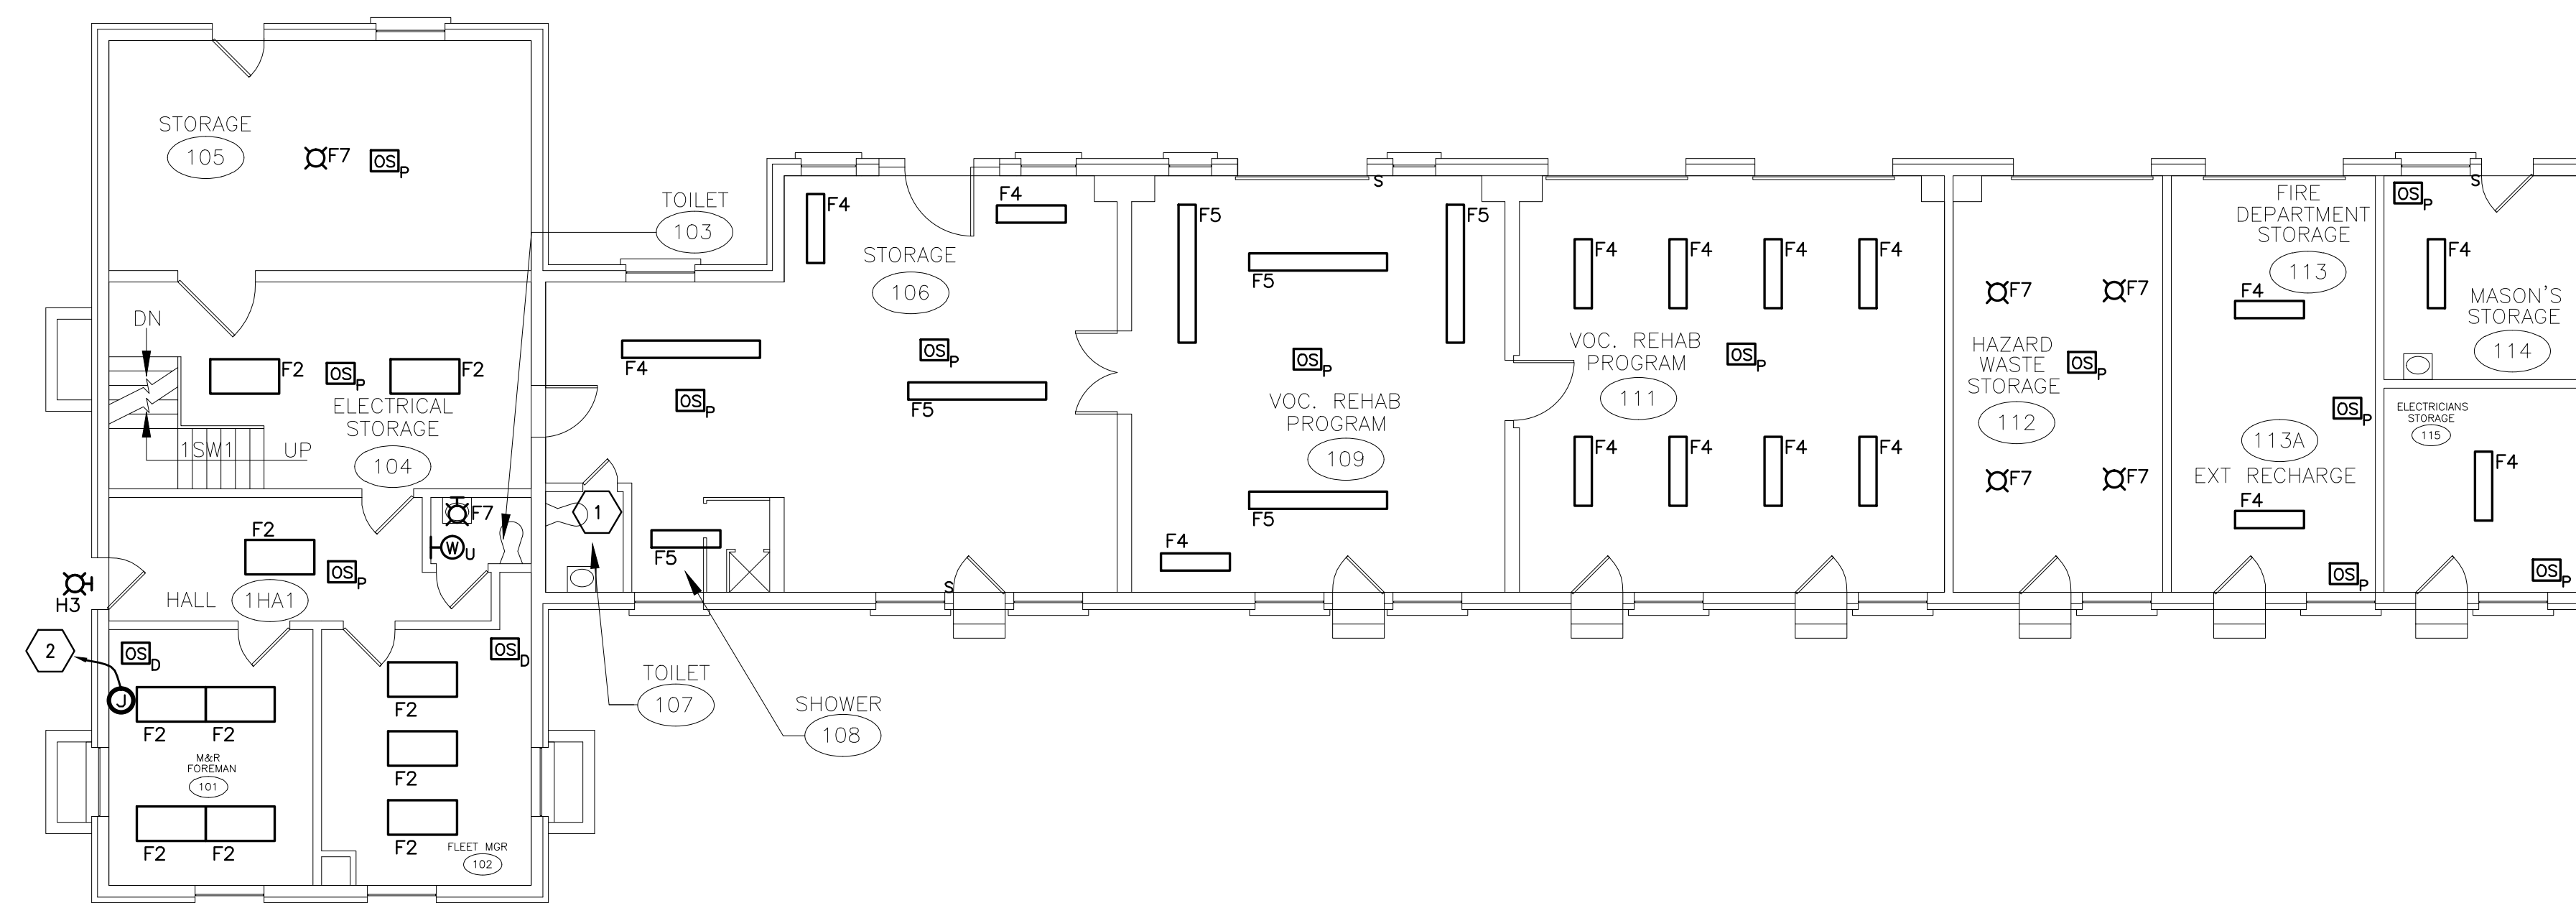 STORAGE
105
F7
OS P
TOILET
103
DN
F2
OS P
F2
ELECTRICAL
STORAGE
104
1SW1
UP
F7
W U
F2
OS P
HALL
1HA1
H3
2
J
OS D
F2
F2
M&R
FOREMAN
101
F2
F2
OS D
F2
F2
F2
FLEET MGR
102
F4
F4
STORAGE
106
F4
OS P
OS P
F5
1
F5
S
TOILET
107
SHOWER
108
S
F5
F5
F5
OS P
VOC. REHAB
PROGRAM
109
F5
F4
F4
F4
F4
F4
VOC. REHAB
PROGRAM
111
OS P
F4
F4
F4
F4
F7
F7
HAZARD
WASTE
STORAGE
112
OS P
F7
F7
FIRE
DEPARTMENT
STORAGE
113
F4
OS P
113A
EXT RECHARGE
F4
OS P
OS P
S
F4
MASON'S
STORAGE
114
ELECTRICIANS
STORAGE
115
F4
OS P